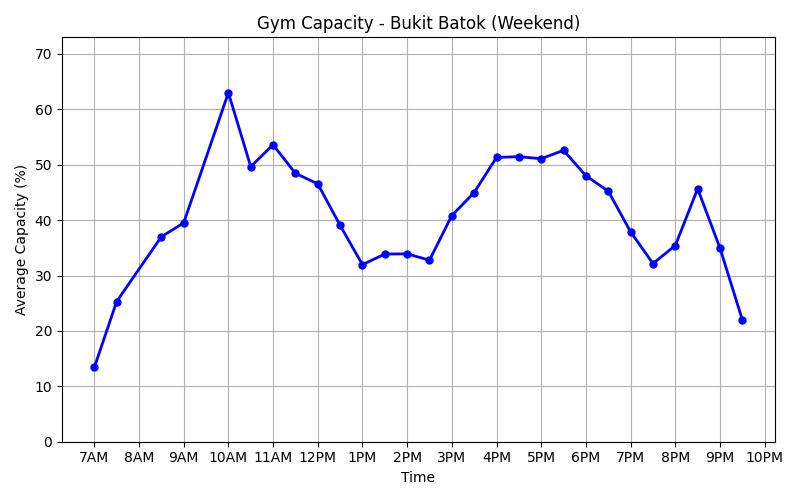 Gym Capacity - Bukit Batok (Weekend)
Average Capacity (%)
70
60
50
40
30
20
10
0
7AM 8AM 9AM 10AM 11AM 12PM 1PM 2PM 3PM 4PM 5PM 6PM 7PM 8PM 9PM 10PM
Time